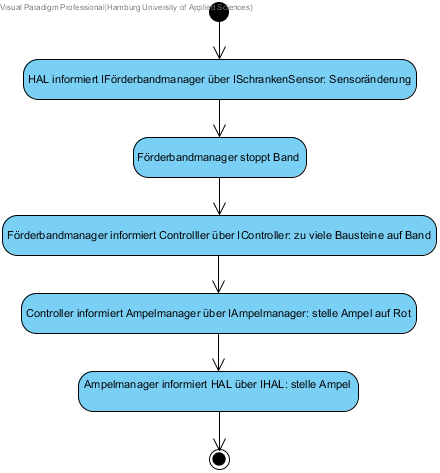 Visual Paradigm Professional(Hamburg University of Applied Sciences)
HAL informiert IFörderbandmanager über ISchrankenSensor: Sensoränderung
Förderbandmanager stoppt Band
Förderbandmanager informiert Controlller über IController: zu viele Bausteine auf Band
Controller informiert Ampelmanager über IAmpelmanager: stelle Ampel auf Rot
Ampelmanager informiert HAL über IHAL: stelle Ampel